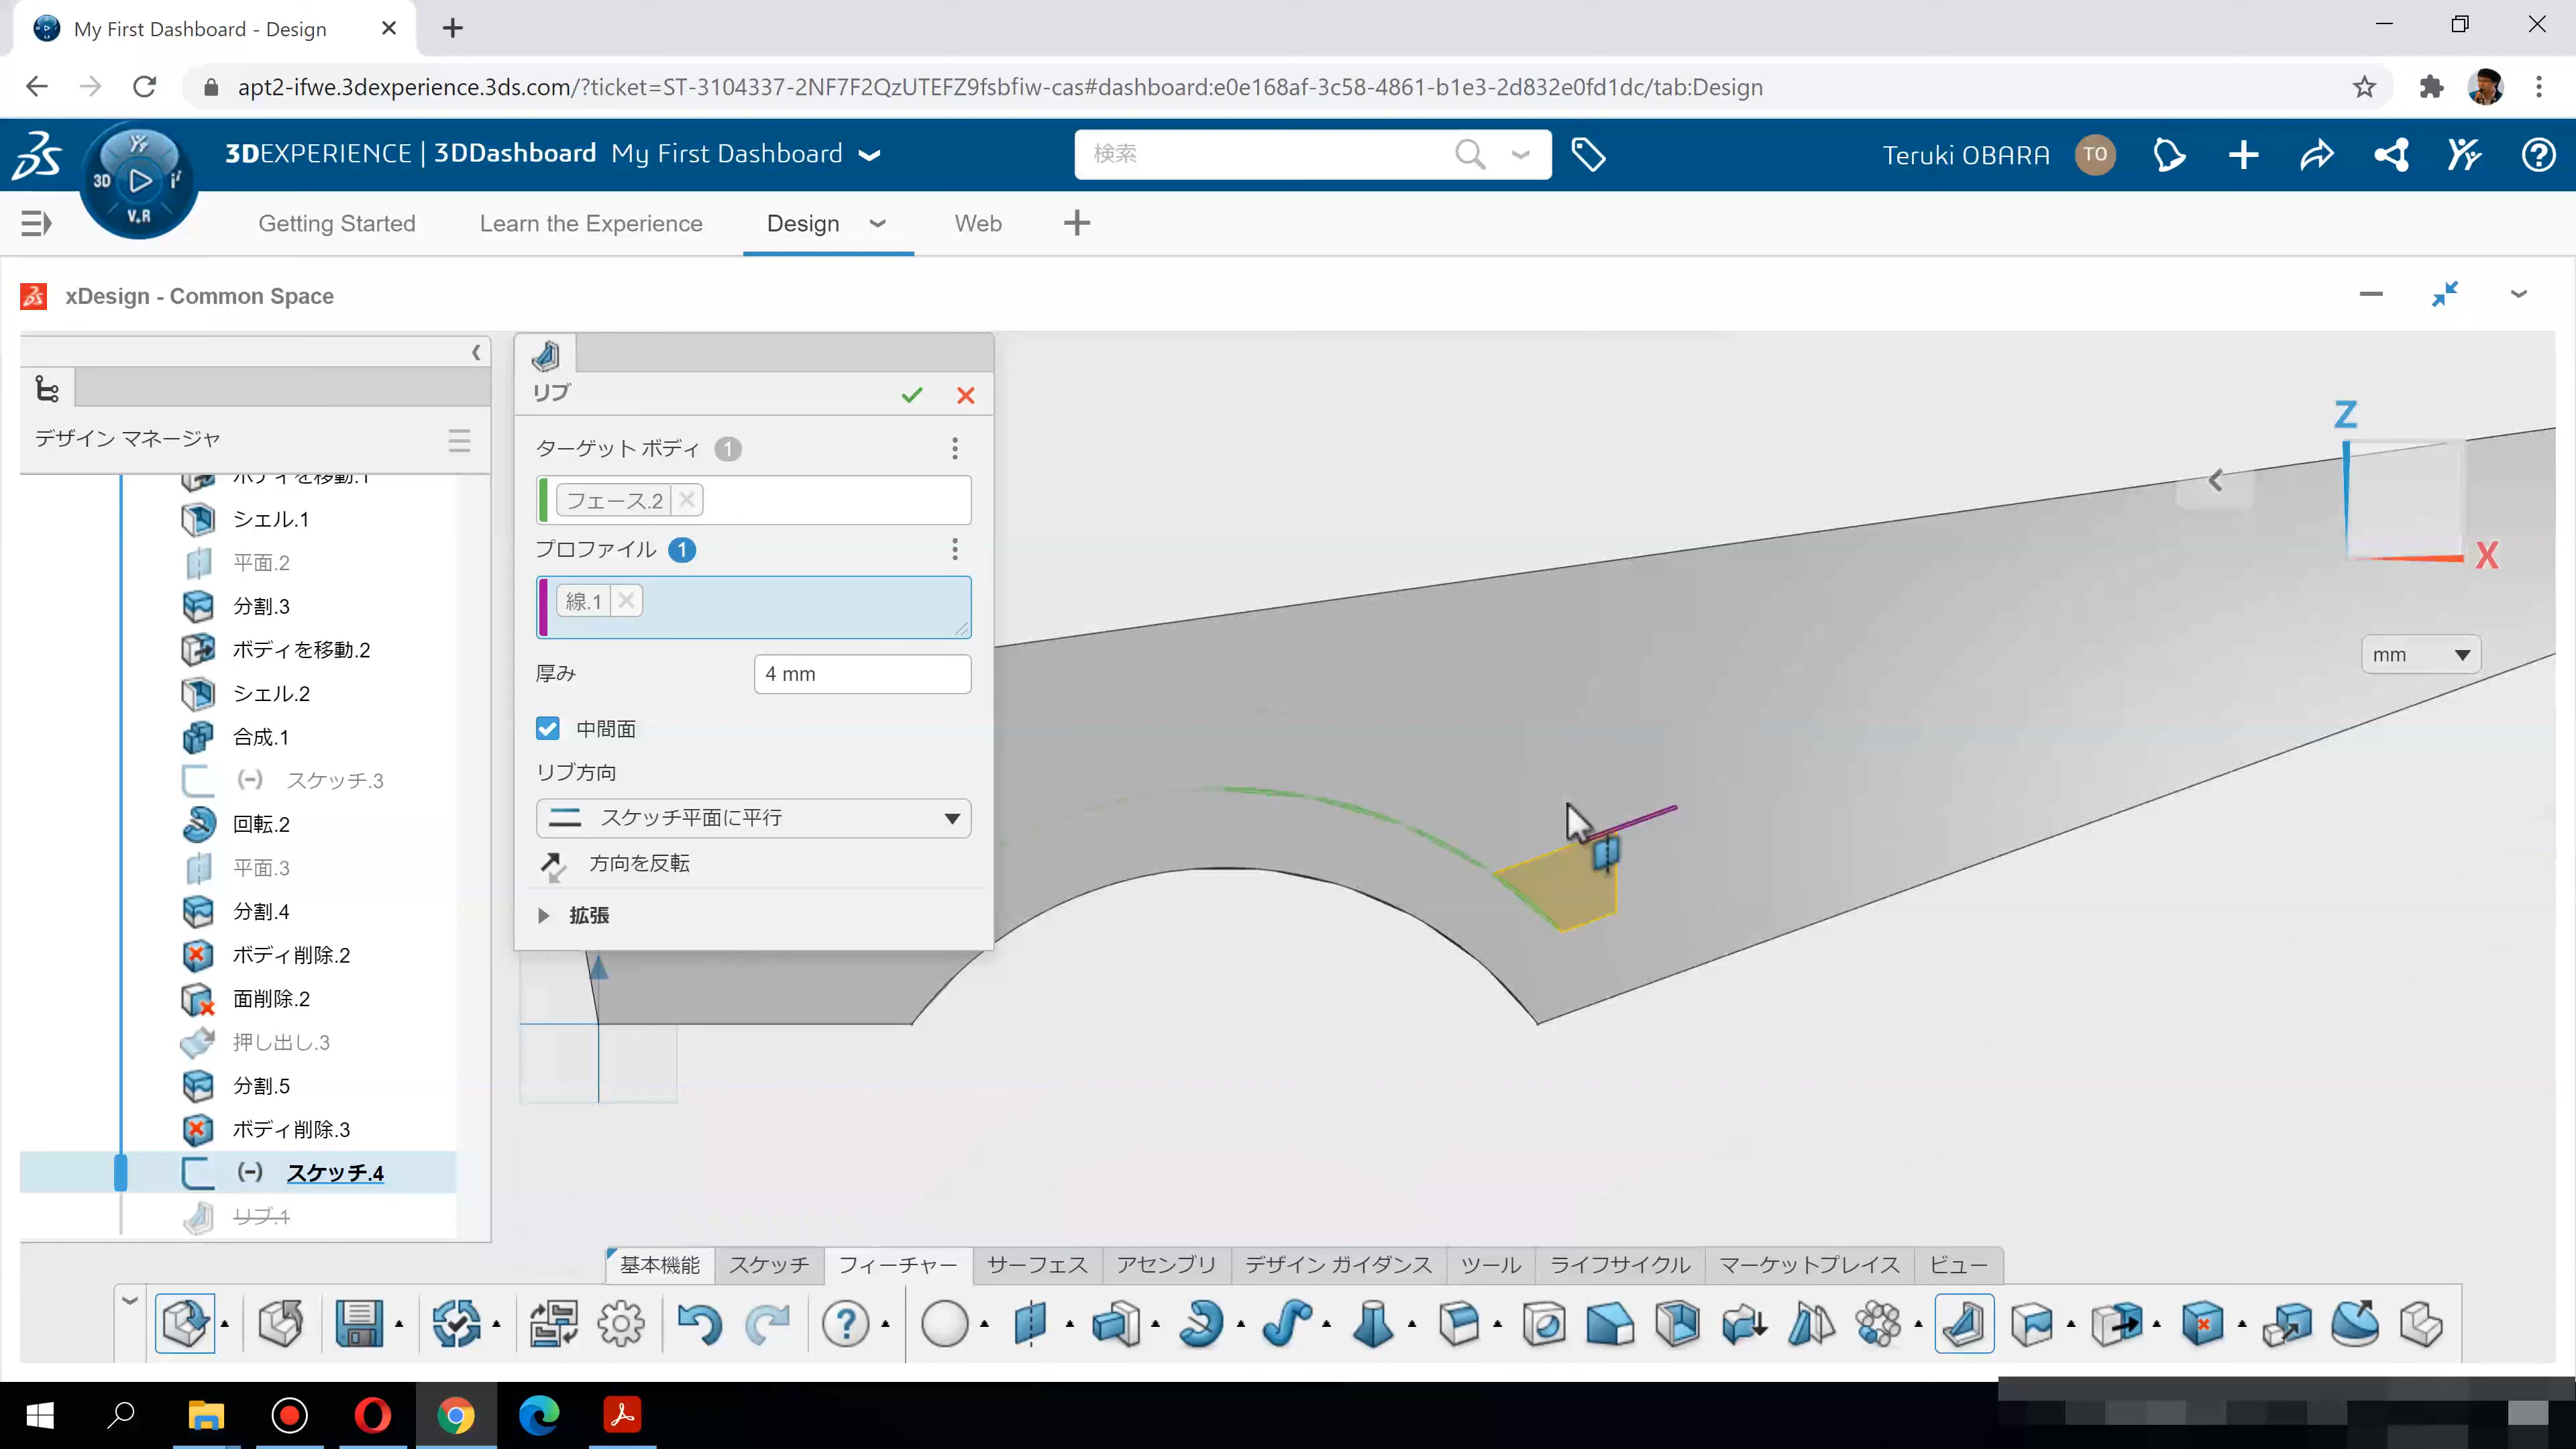 My First Dashboard - Design
apt2-ifwe.3dexperience.3ds.com/?ticket=ST-3104337-2NF7F2QzUTEFZ9fsbfiw-cas#dashboard:e0e168af-3c58-4861-b1e3-2d832e0fd1dc/tab:Design
3DEXPERIENCE | 3DDashboard My First Dashboard
検索
Teruki OBARA
TO
3D
V.R
Getting Started
Learn the Experience
Design
Web
xDesign - Common Space
デザイン マネージャ
ボディを移動.1
シェル.1
平面.2
分割.3
ボディを移動.2
シェル.2
合成.1
(-) スケッチ.3
回転.2
平面.3
分割.4
ボディ削除.2
面削除.2
押し出し.3
分割.5
ボディ削除.3
(-) スケッチ.4
リブ.1
リブ
ターゲット ボディ 1
フェース.2
プロファイル 1
線.1
厚み
4 mm
中間面
リブ方向
スケッチ平面に平行
方向を反転
拡張
Z
X
mm
基本機能
スケッチ
フィーチャー
サーフェス
アセンブリ
デザイン ガイダンス
ツール
ライフサイクル
マーケットプレイス
ビュー